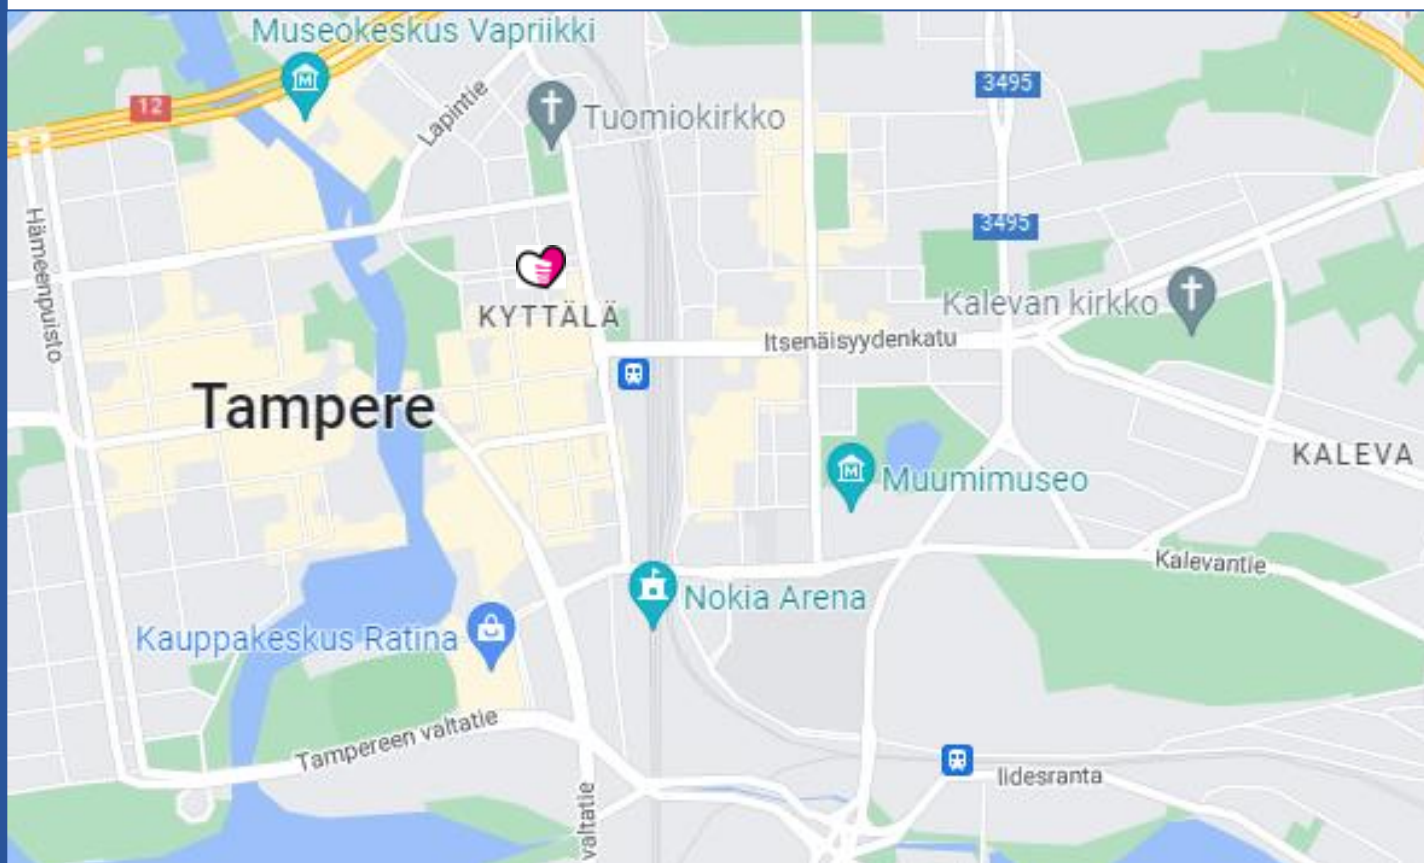 Museokeskus Vapriikki
12
Lapintie
Tuomiokirkko
3495
Hämeenpuisto
3495
Kalevan kirkko
KYTTÄLÄ
Itsenäisyydenkatu
Tampere
KALEVA
Muumimuseo
Kalevantie
Nokia Arena
Kauppakeskus Ratina
Tampereen valtatie
Iidesranta
valtatie